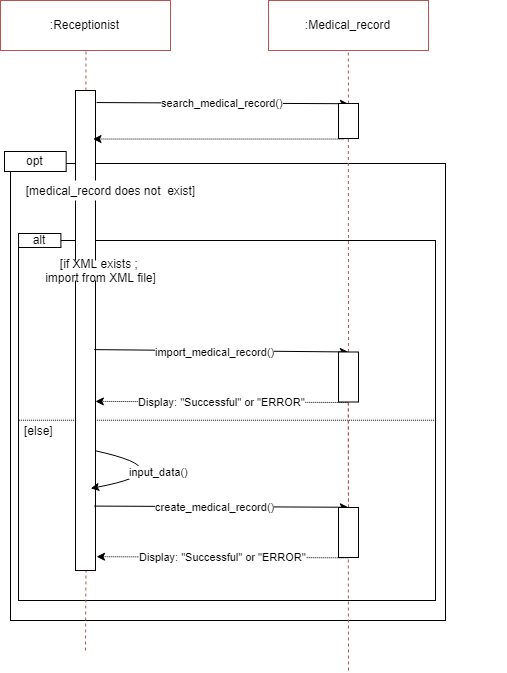 :Receptionist
:Medical_record
search_medical_record()
opt
[medical_record does not  exist]
alt
[if XML exists ;
import from XML file]
import_medical_record()
Display: "Successful" or "ERROR"
[else]
input_data()
create_medical_record()
Display: "Successful" or "ERROR"